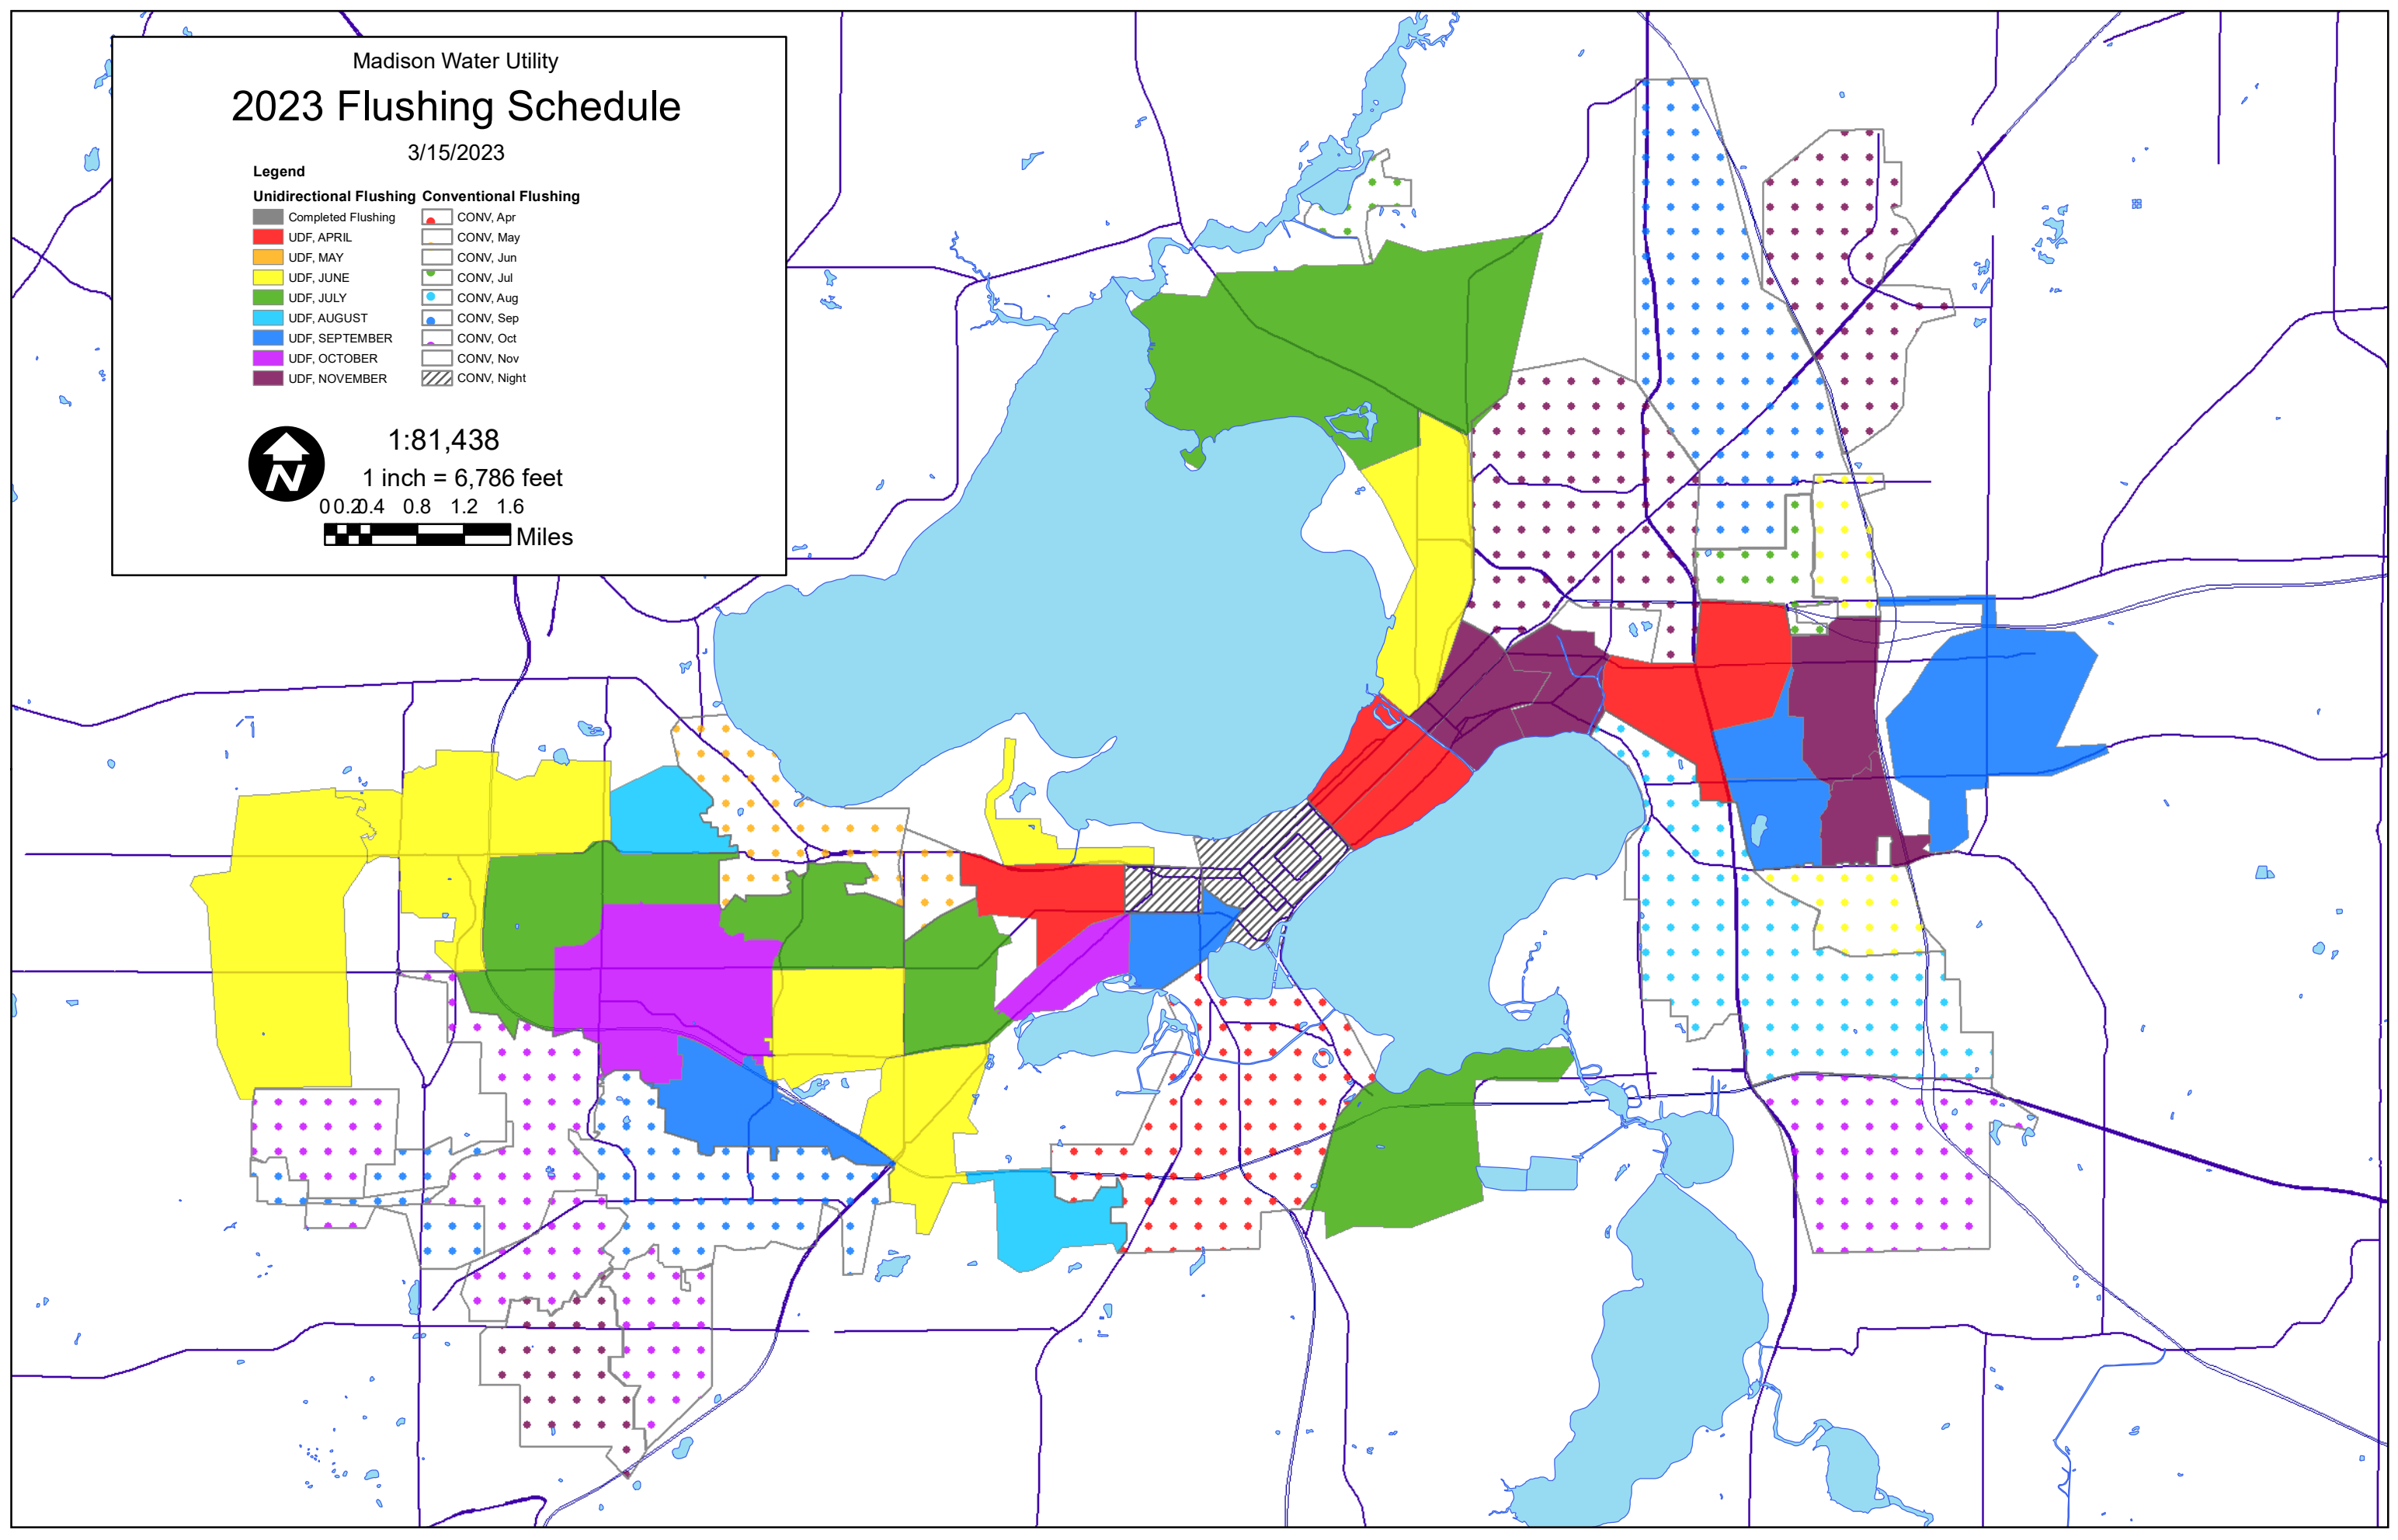 Madison Water Utility
2023 Flushing Schedule
3/15/2023
Legend
Unidirectional Flushing Conventional Flushing
Completed Flushing CONV, Apr
UDF, APRIL CONV, May
UDF, MAY CONV, Jun
UDF, JUNE CONV, Jul
UDF, JULY CONV, Aug
UDF, AUGUST CONV, Sep
UDF, SEPTEMBER CONV, Oct
UDF, OCTOBER CONV, Nov
UDF, NOVEMBER CONV, Night
N
1:81,438
1 inch = 6,786 feet
0 0.2 0.4 0.8 1.2 1.6
Miles